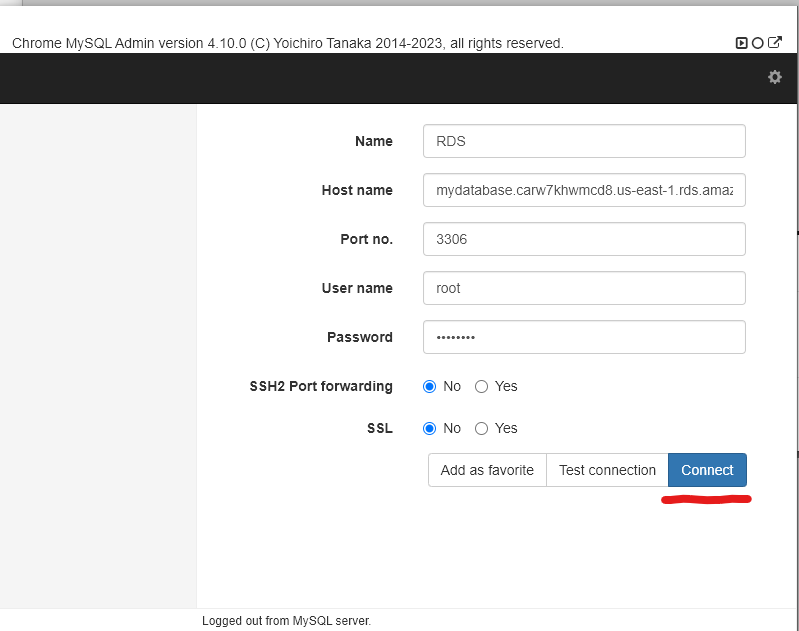 Chrome MySQL Admin version 4.10.0 (C) Yoichiro Tanaka 2014-2023, all rights reserved.
Name RDS
Host name mydatabase.carw7khwmcd8.us-east-1.rds.amaz
Port no. 3306
User name root
Password ••••••••
SSH2 Port forwarding No Yes
SSL No Yes
Add as favorite Test connection Connect
Logged out from MySQL server.